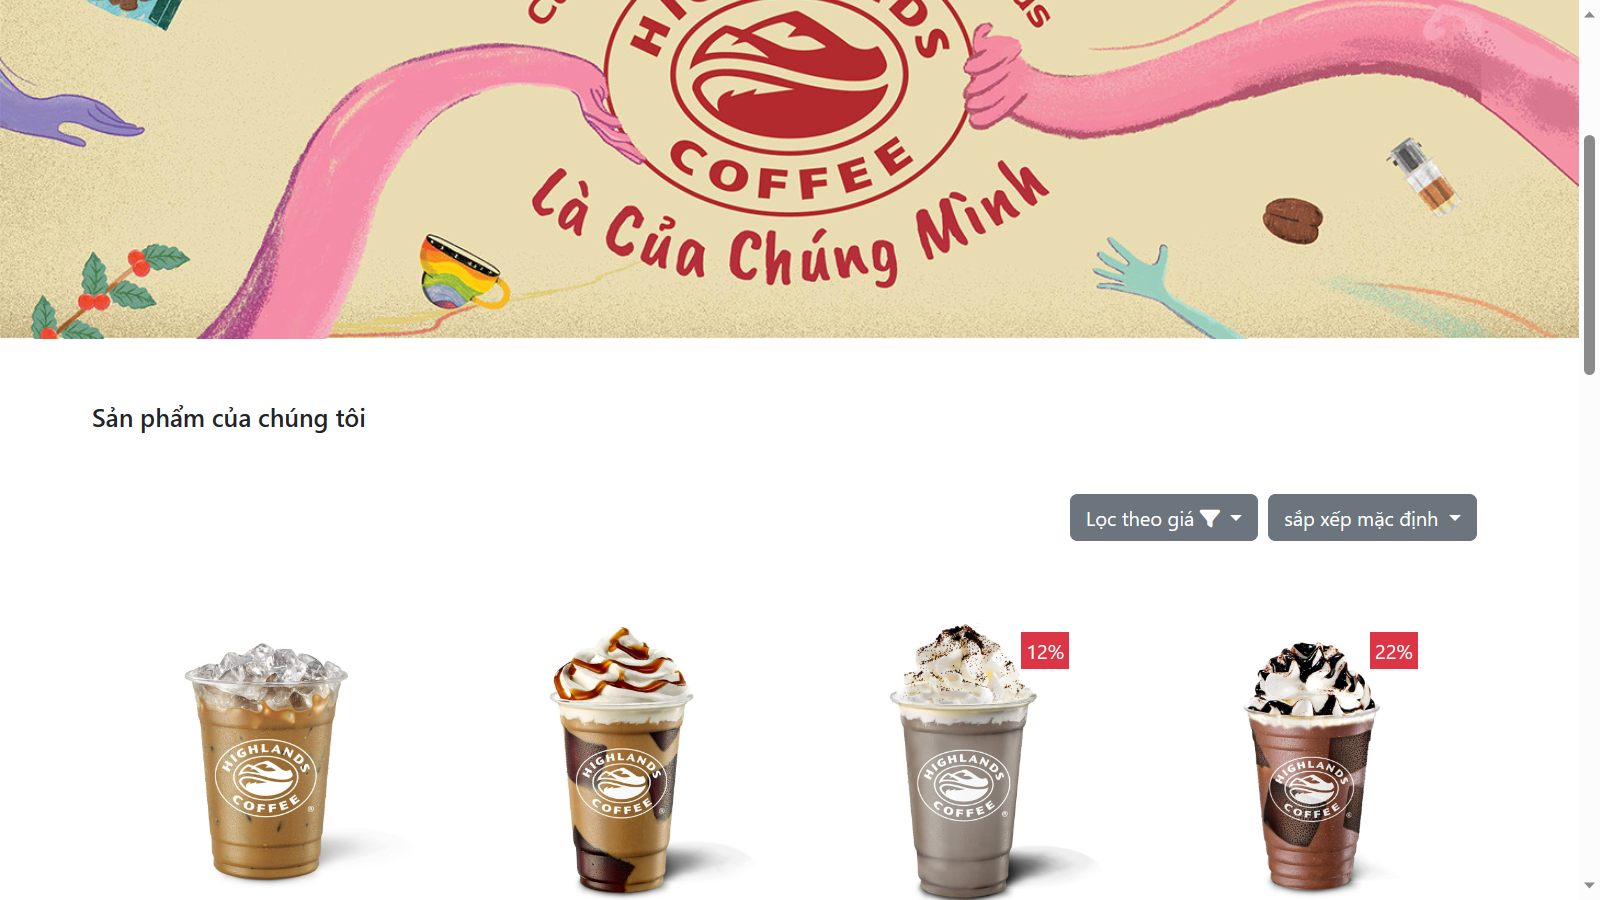 HIGHLANDS
COFFEE
Là Của Chúng Mình
Sản phẩm của chúng tôi
Lọc theo giá
sắp xếp mặc định
12%
22%
HIGHLANDS
COFFEE
HIGHLANDS
COFFEE
HIGHLANDS
COFFEE
HIGHLANDS
COFFEE